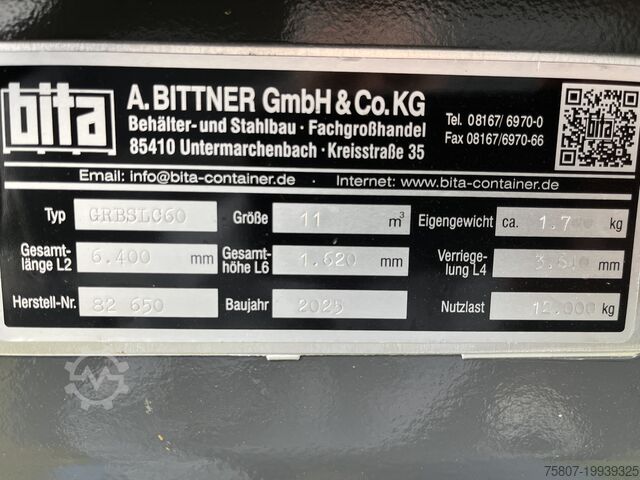 bita
A. BITTNER GmbH & Co. KG
Behälter- und Stahlbau · Fachgroßhandel
85410 Untermarchenbach · Kreisstraße 35
Tel. 08167/ 6970-0
Fax 08167/6970-66
Email: info@bita-container.de · Internet: www.bita-container.de
Typ GRBSLC60 Größe 11 m³ Eigengewicht ca. kg
Gesamt-länge L2 6.400 mm Gesamt-höhe L6 1.620 mm Verriege-lung L4 mm
Herstell-Nr. 82 650 Baujahr 2025 Nutzlast kg
75807-19939325